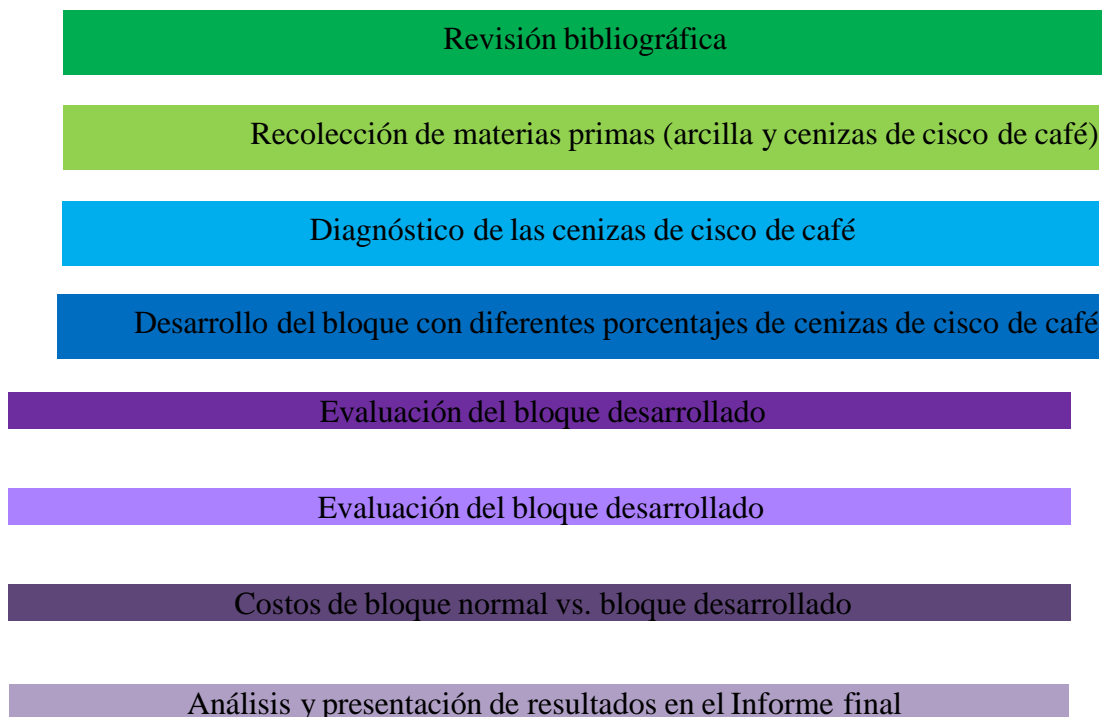 Revisión bibliográfica
Recolección de materias primas (arcilla y cenizas de cisco de café)
Diagnóstico de las cenizas de cisco de café
Desarrollo del bloque con diferentes porcentajes de cenizas de cisco de café
Evaluación del bloque desarrollado
Evaluación del bloque desarrollado
Costos de bloque normal vs. bloque desarrollado
Análisis y presentación de resultados en el Informe final